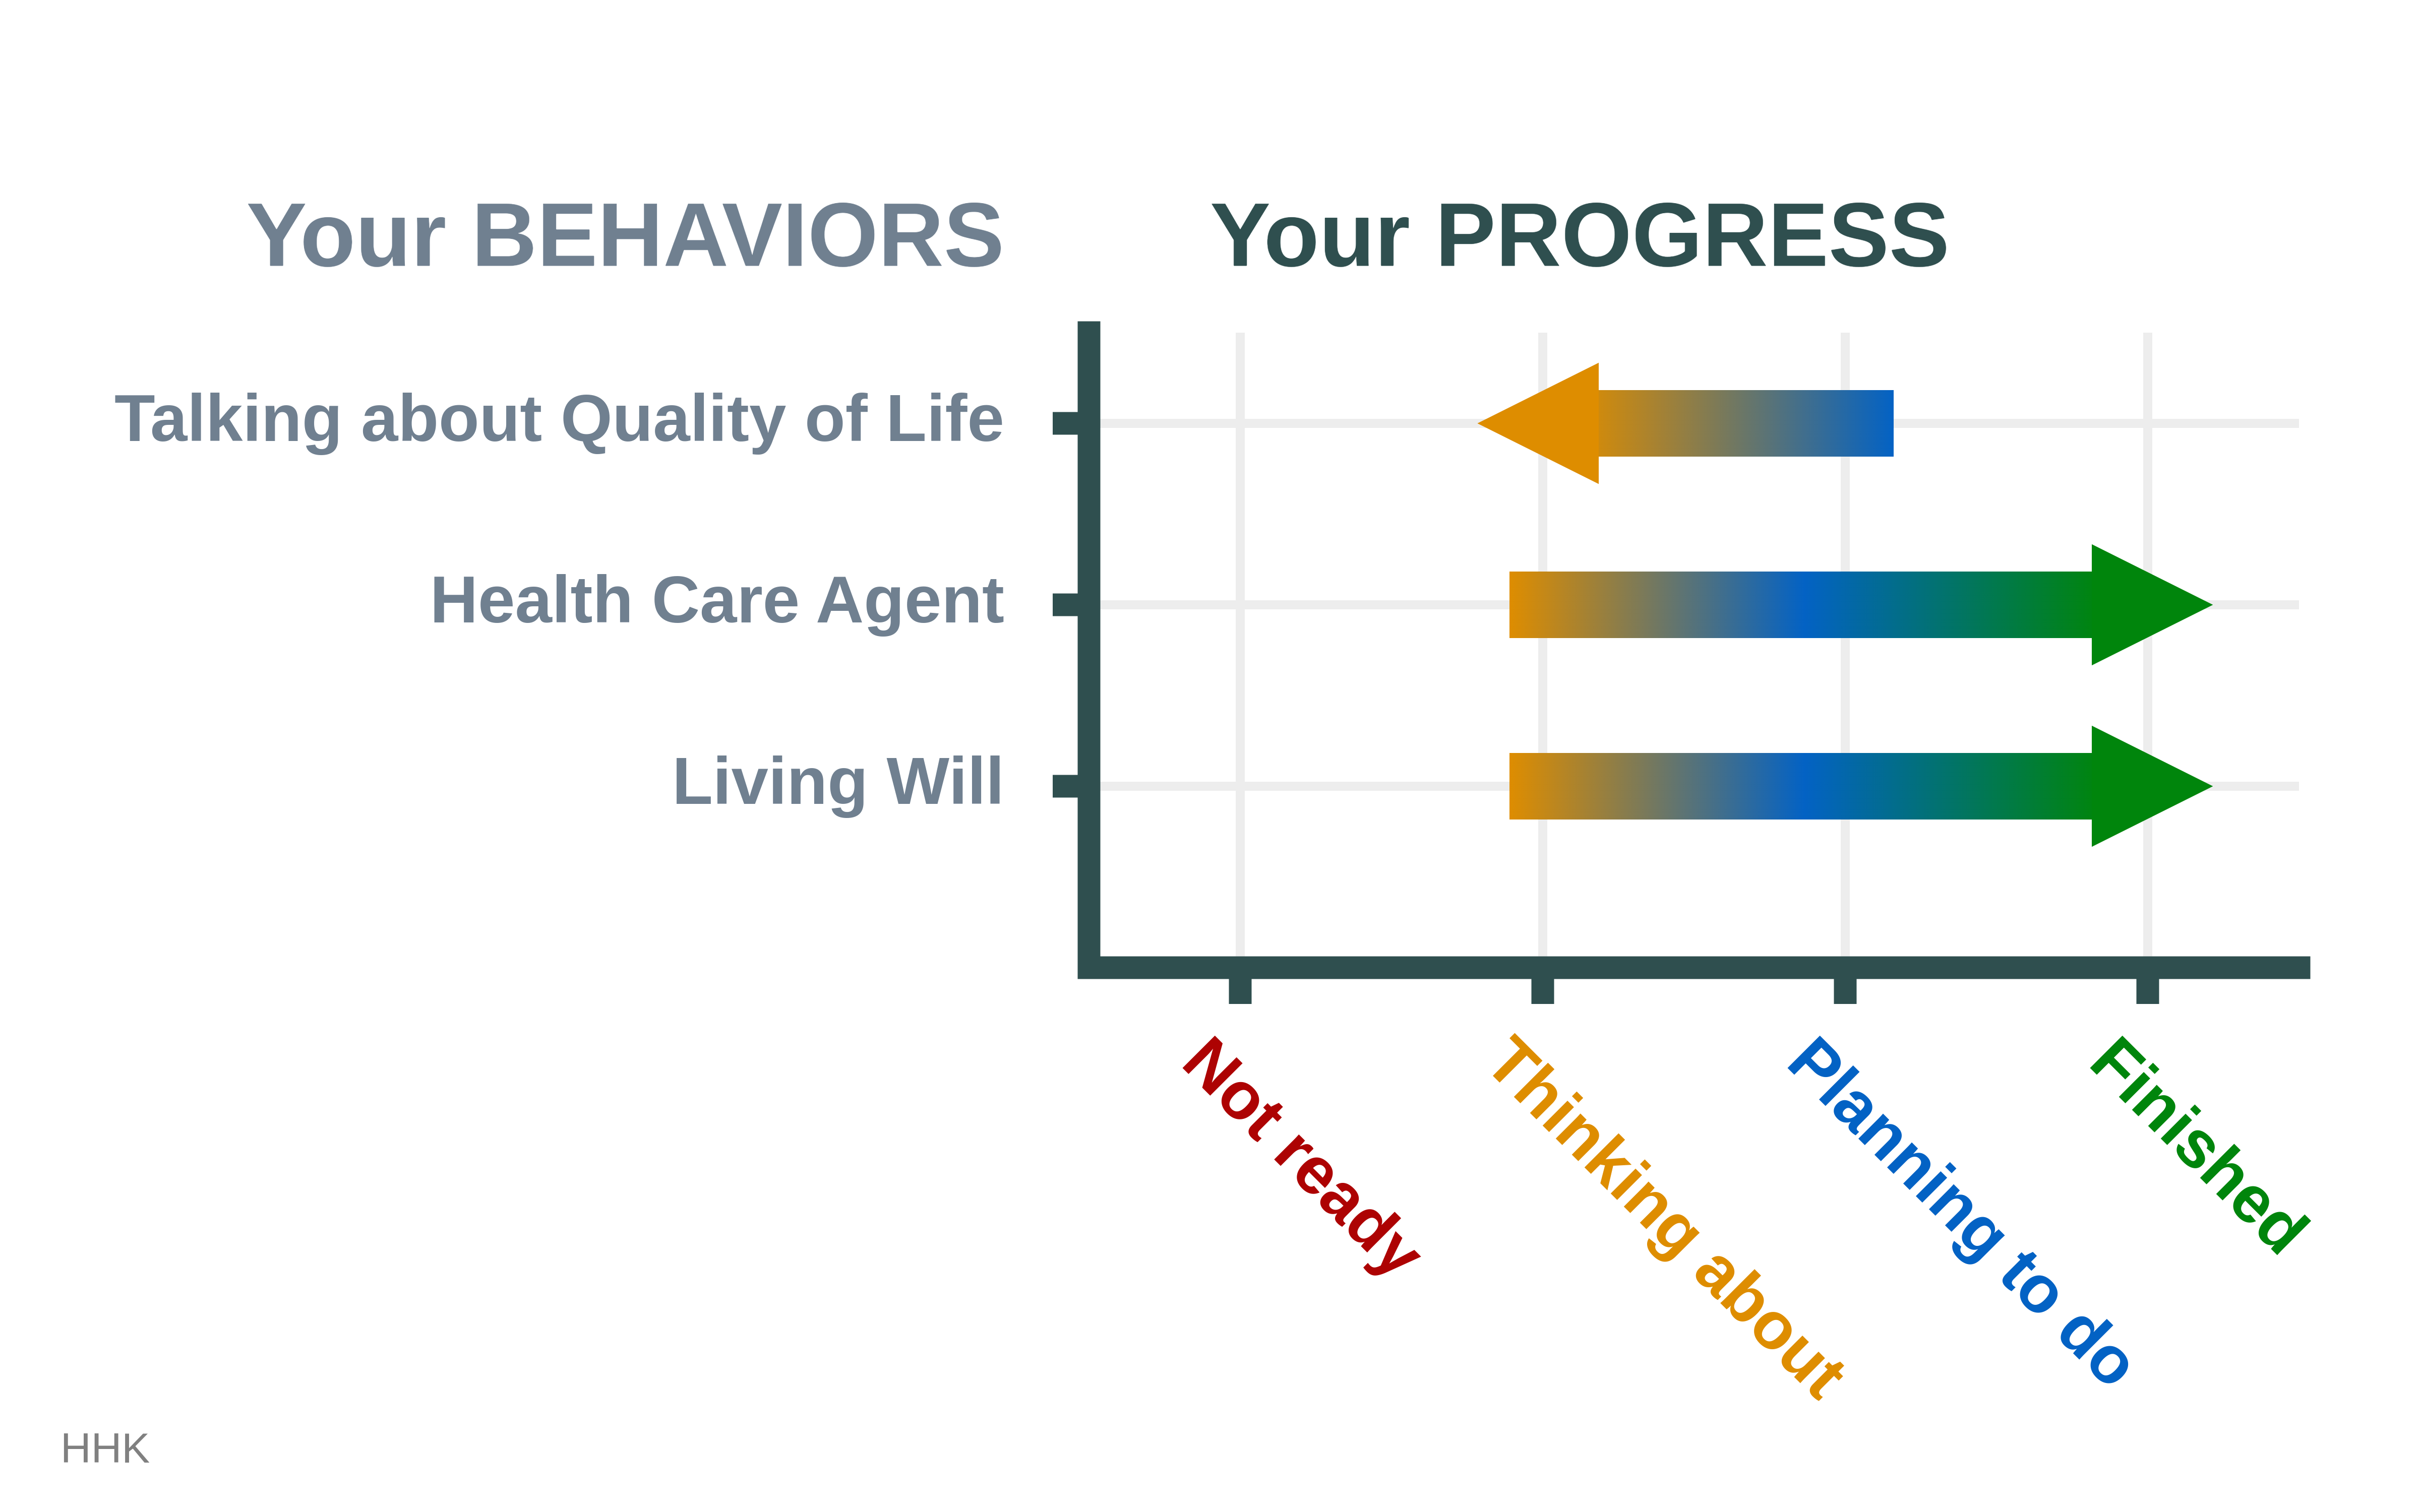 Your BEHAVIORS
Your PROGRESS
Talking about Quality of Life
Health Care Agent
Living Will
Not ready
Thinking about
Planning to do
Finished
HHK